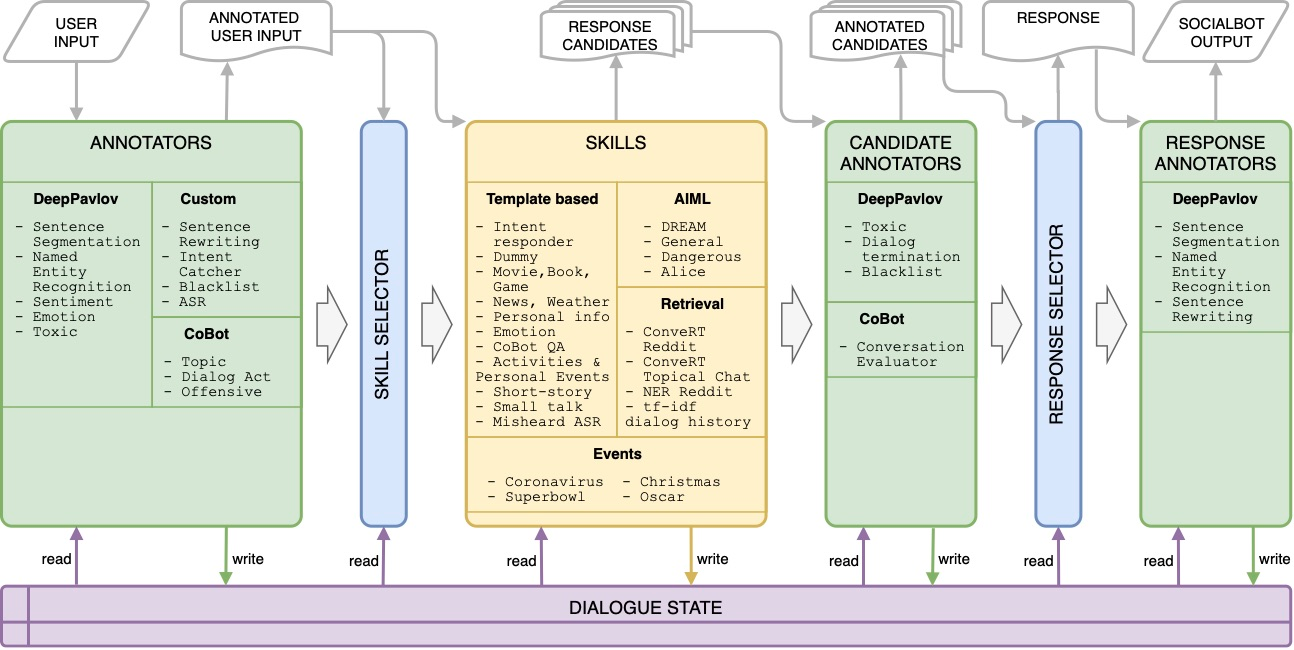 USER
INPUT
ANNOTATED
USER INPUT
RESPONSE
CANDIDATES
ANNOTATED
CANDIDATES
RESPONSE
SOCIALBOT
OUTPUT
ANNOTATORS
DeepPavlov
- Sentence
Segmentation
- Named
Entity
Recognition
- Sentiment
- Emotion
- Toxic
Custom
- Sentence
Rewriting
- Intent
Catcher
- Blacklist
- ASR
CoBot
- Topic
- Dialog Act
- Offensive
SKILL SELECTOR
SKILLS
Template based
- Intent
responder
- Dummy
- Movie,Book,
Game
- News, Weather
- Personal info
- Emotion
- CoBot QA
- Activities &
Personal Events
- Short-story
- Small talk
- Misheard ASR
AIML
- DREAM
- General
- Dangerous
- Alice
Retrieval
- ConveRT
Reddit
- ConveRT
Topical Chat
- NER Reddit
- tf-idf
dialog history
Events
- Coronavirus
- Superbowl
- Christmas
- Oscar
CANDIDATE
ANNOTATORS
DeepPavlov
- Toxic
- Dialog
termination
- Blacklist
CoBot
- Conversation
Evaluator
RESPONSE SELECTOR
RESPONSE
ANNOTATORS
DeepPavlov
- Sentence
Segmentation
- Named
Entity
Recognition
- Sentence
Rewriting
read
write
read
read
write
read
write
read
read
write
DIALOGUE STATE